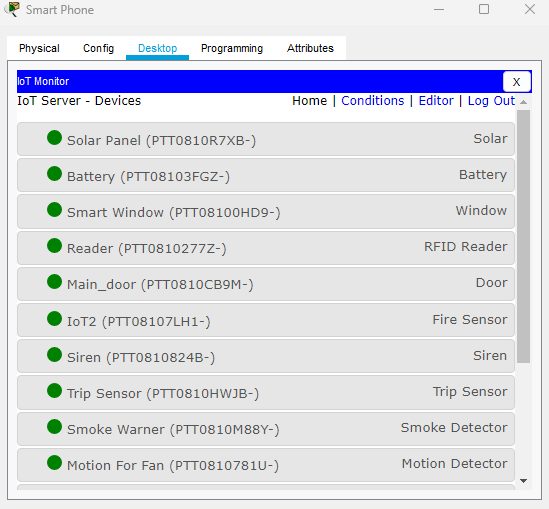 Smart Phone
Physical Config Desktop Programming Attributes
IoT Monitor X
IoT Server - Devices Home | Conditions | Editor | Log Out
Solar Panel (PTT0810R7XB-) Solar
Battery (PTT08103FGZ-) Battery
Smart Window (PTT08100HD9-) Window
Reader (PTT0810277Z-) RFID Reader
Main_door (PTT0810CB9M-) Door
IoT2 (PTT08107LH1-) Fire Sensor
Siren (PTT0810824B-) Siren
Trip Sensor (PTT0810HWJB-) Trip Sensor
Smoke Warner (PTT0810M88Y-) Smoke Detector
Motion For Fan (PTT0810781U-) Motion Detector